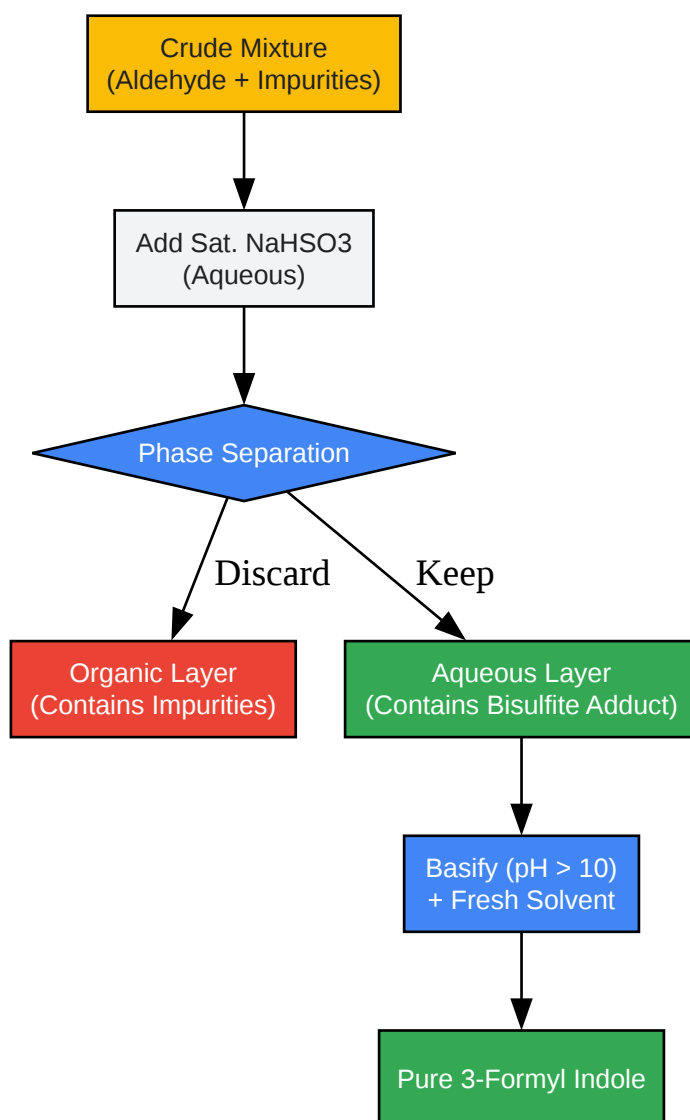 Crude Mixture
(Aldehyde + Impurities)
Add Sat. NaHSO3
(Aqueous)
Phase Separation
Discard
Keep
Organic Layer
(Contains Impurities)
Aqueous Layer
(Contains Bisulfite Adduct)
Basify (pH > 10)
+ Fresh Solvent
Pure 3-Formyl Indole